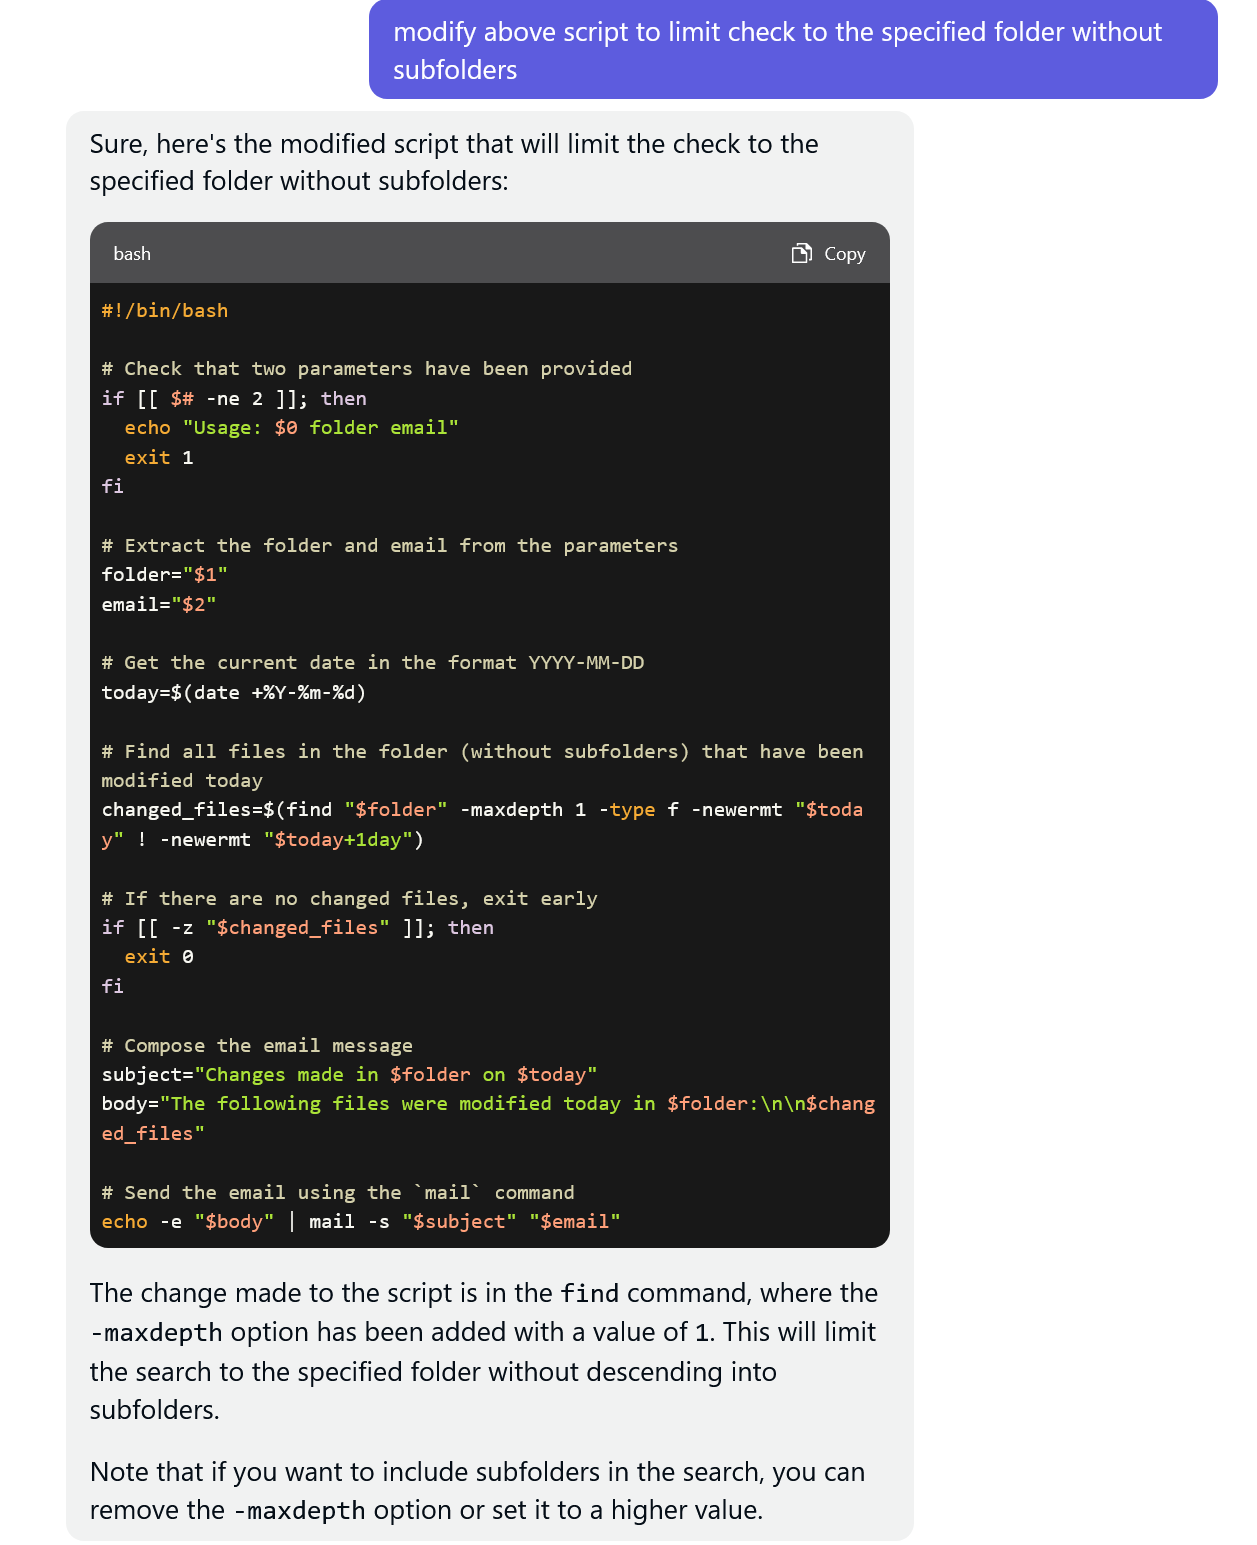 modify above script to limit check to the specified folder without
subfolders
Sure, here's the modified script that will limit the check to the
specified folder without subfolders:
bash
Copy
#!/bin/bash
# Check that two parameters have been provided
if [[ $# -ne 2 ]]; then
  echo "Usage: $0 folder email"
  exit 1
fi
# Extract the folder and email from the parameters
folder="$1"
email="$2"
# Get the current date in the format YYYY-MM-DD
today=$(date +%Y-%m-%d)
# Find all files in the folder (without subfolders) that have been
modified today
changed_files=$(find "$folder" -maxdepth 1 -type f -newermt "$toda
y" ! -newermt "$today+1day")
# If there are no changed files, exit early
if [[ -z "$changed_files" ]]; then
  exit 0
fi
# Compose the email message
subject="Changes made in $folder on $today"
body="The following files were modified today in $folder:\n\n$chang
ed_files"
# Send the email using the `mail` command
echo -e "$body" | mail -s "$subject" "$email"
The change made to the script is in the find command, where the
-maxdepth option has been added with a value of 1. This will limit
the search to the specified folder without descending into
subfolders.
Note that if you want to include subfolders in the search, you can
remove the -maxdepth option or set it to a higher value.